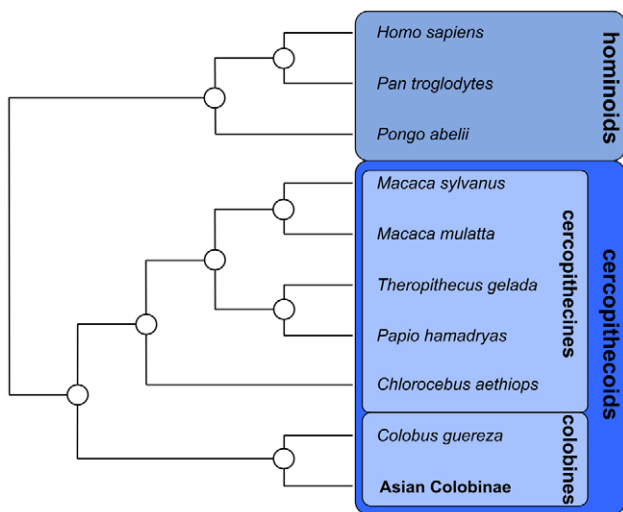 Homo sapiens
Pan troglodytes
Pongo abelii
hominoids
Macaca sylvanus
Macaca mulatta
Theropithecus gelada
Papio hamadryas
Chlorocebus aethiops
cercopithecines
Colobus guereza
Asian Colobinae
colobines
cercopithecoids